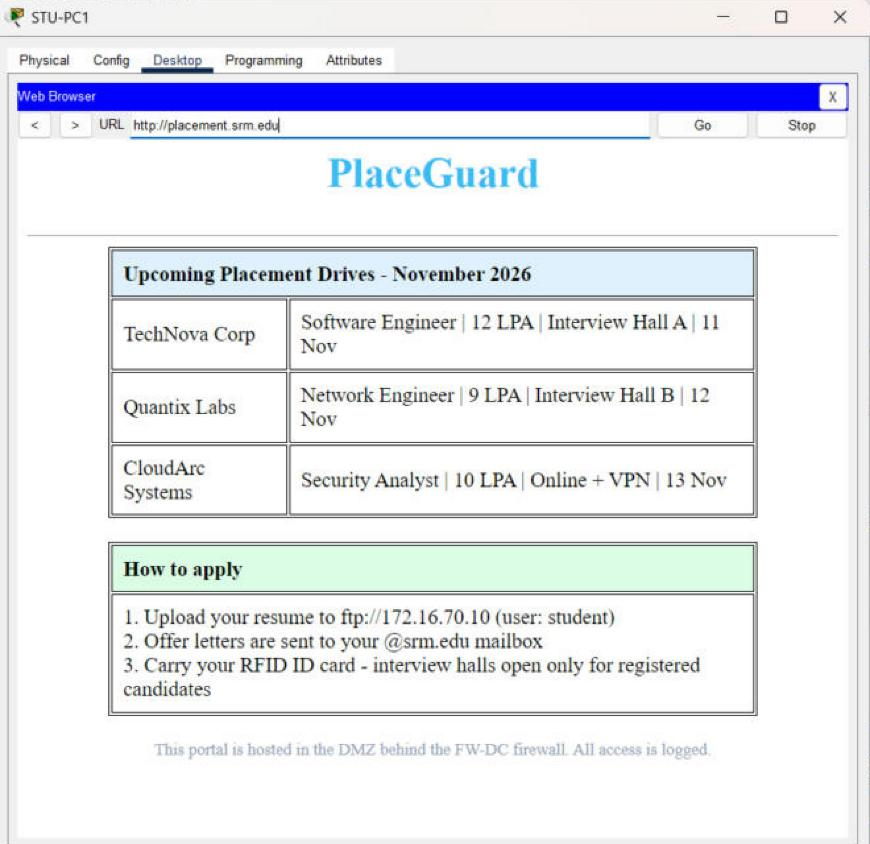 STU-PC1
Physical Config Desktop Programming Attributes
Web Browser X
< > URL http://placement.srm.edu Go Stop
PlaceGuard
Upcoming Placement Drives - November 2026
TechNova Corp
Software Engineer | 12 LPA | Interview Hall A | 11
Nov
Quantix Labs
Network Engineer | 9 LPA | Interview Hall B | 12
Nov
CloudArc
Systems
Security Analyst | 10 LPA | Online + VPN | 13 Nov
How to apply
1. Upload your resume to ftp://172.16.70.10 (user: student)
2. Offer letters are sent to your @srm.edu mailbox
3. Carry your RFID ID card - interview halls open only for registered
candidates
This portal is hosted in the DMZ behind the FW-DC firewall. All access is logged.